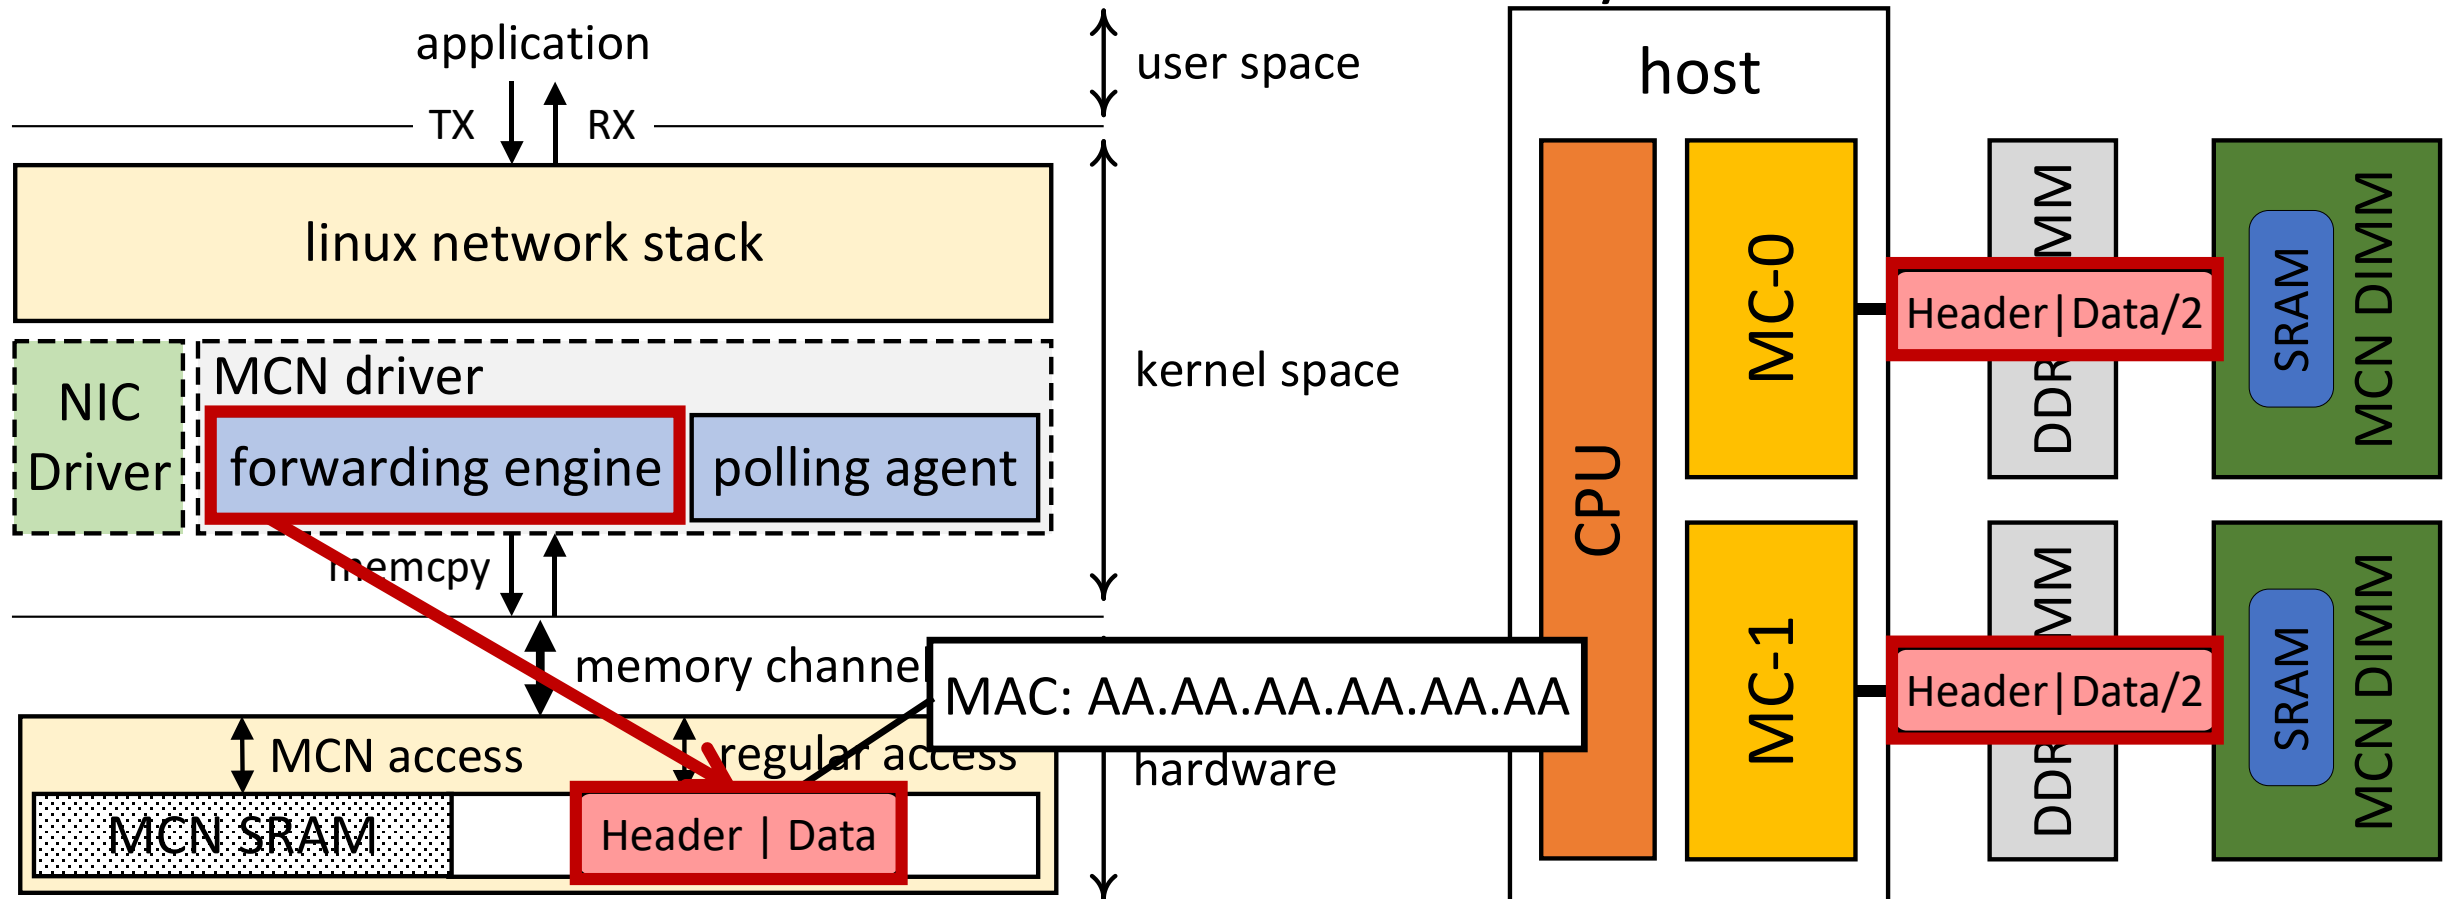 application
TX
RX
user space
linux network stack
kernel space
NIC
Driver
MCN driver
forwarding engine
polling agent
memcpy
memory channel
MAC: AA.AA.AA.AA.AA.AA
MCN access
regular access
hardware
MCN SRAM
Header | Data
host
CPU
MC-0
Header|Data/2
SRAM
MCN DIMM
MC-1
Header|Data/2
SRAM
MCN DIMM